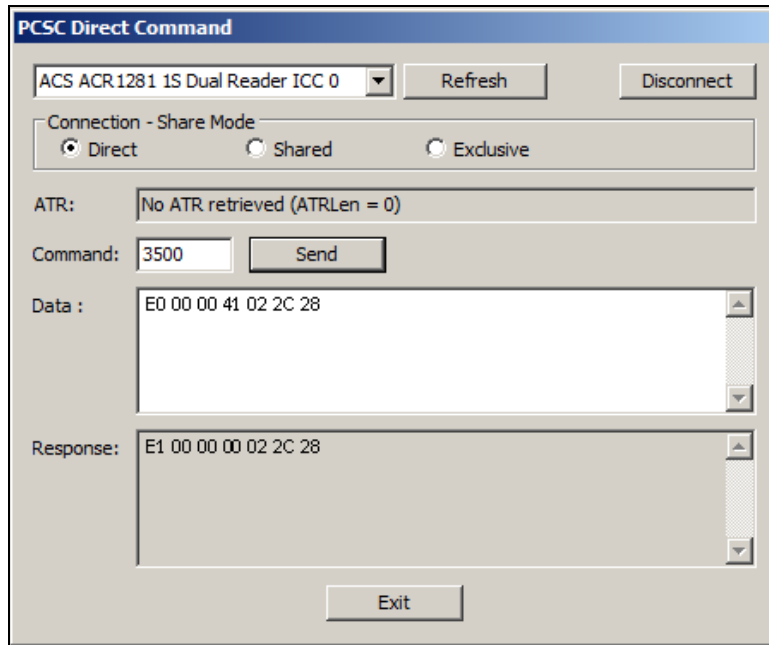 PCSC Direct Command
ACS ACR1281 1S Dual Reader ICC 0 Refresh Disconnect
Connection - Share Mode
Direct Shared Exclusive
ATR: No ATR retrieved (ATRLen = 0)
Command: 3500 Send
Data : E0 00 00 41 02 2C 28
Response: E1 00 00 00 02 2C 28
Exit